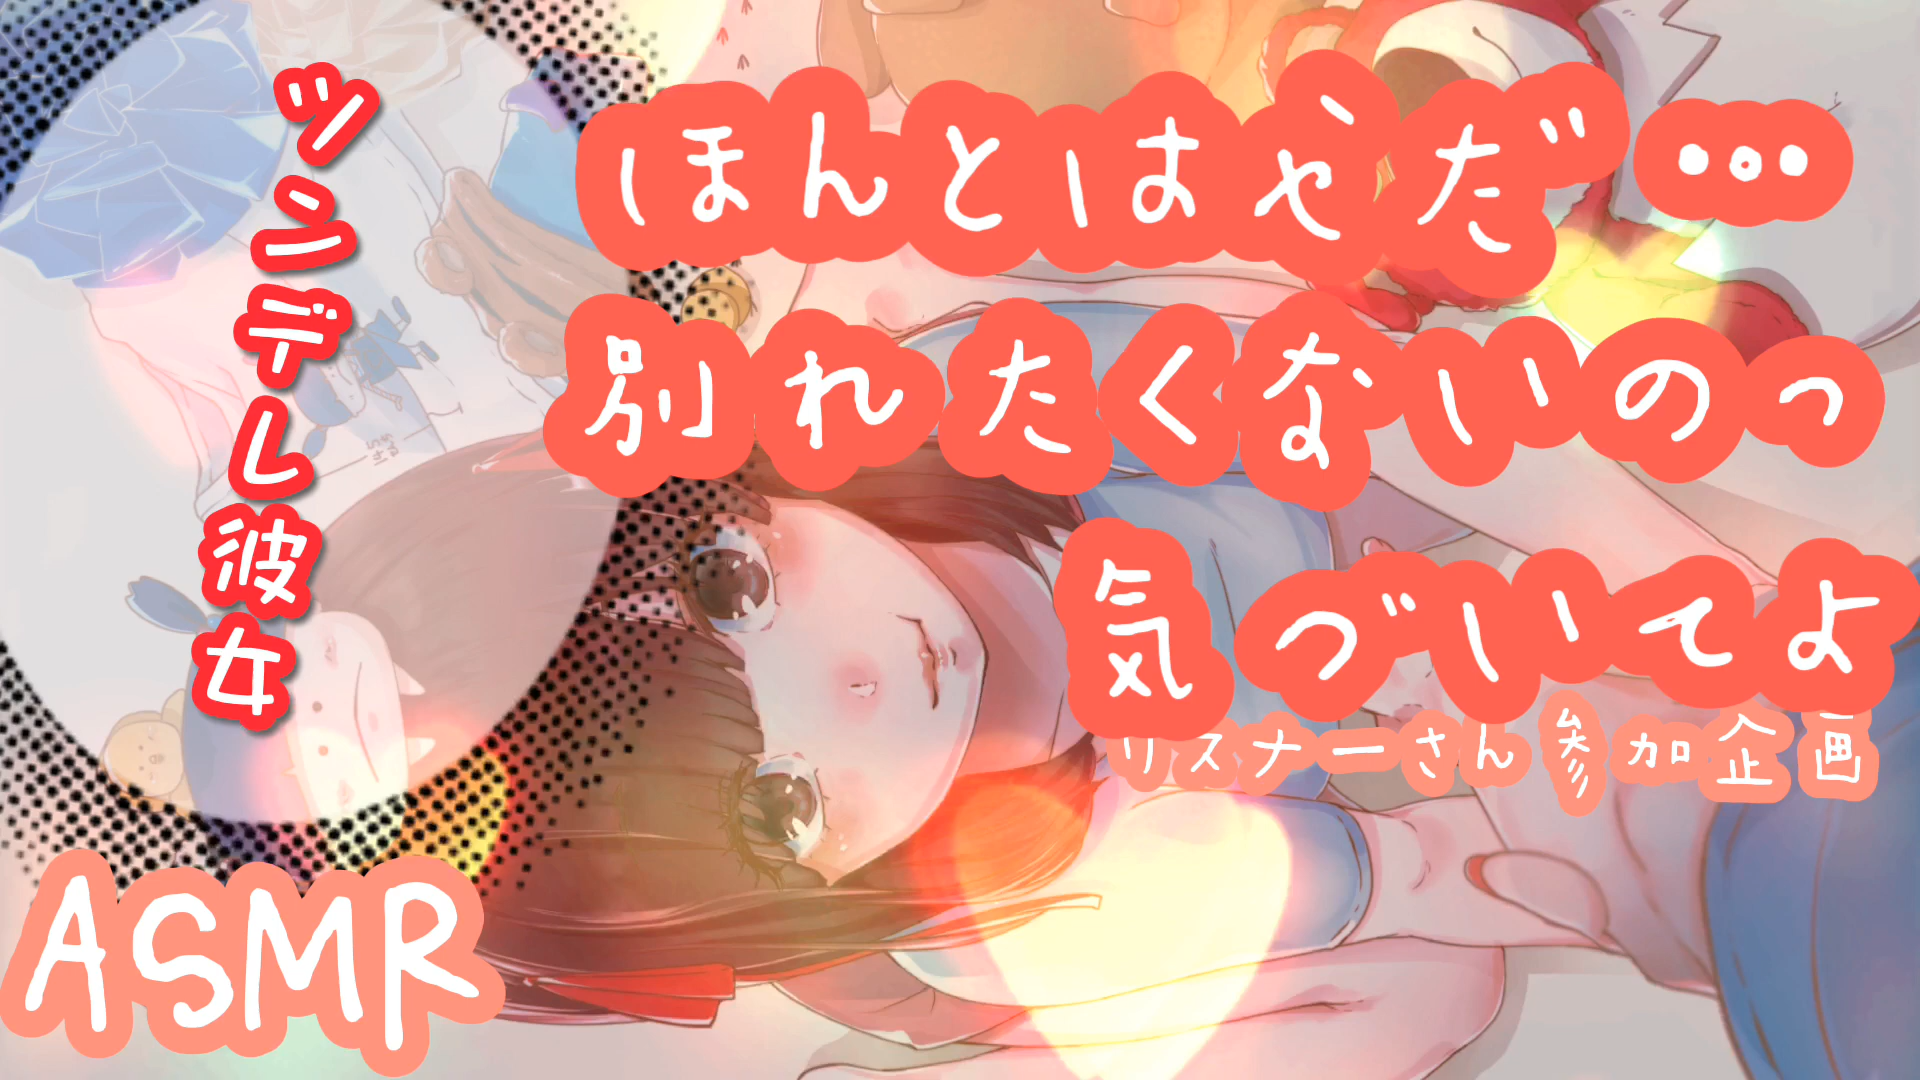 ツンデレ彼女
ほんとはやだ…
別れたくないのっ
気づいてよ
リスナーさん参加企画
ASMR